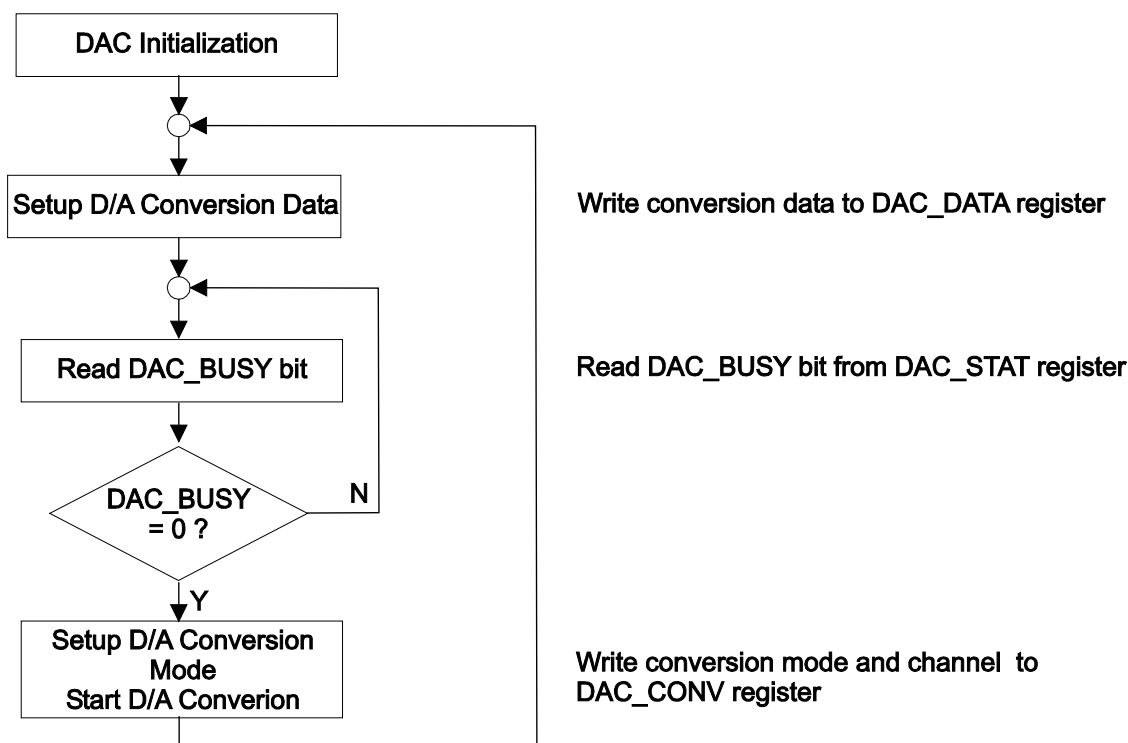 DAC Initialization
Setup D/A Conversion Data
Write conversion data to DAC_DATA register
Read DAC_BUSY bit
Read DAC_BUSY bit from DAC_STAT register
DAC_BUSY
= 0 ?
N
Y
Setup D/A Conversion
Mode
Start D/A Converion
Write conversion mode and channel to
DAC_CONV register